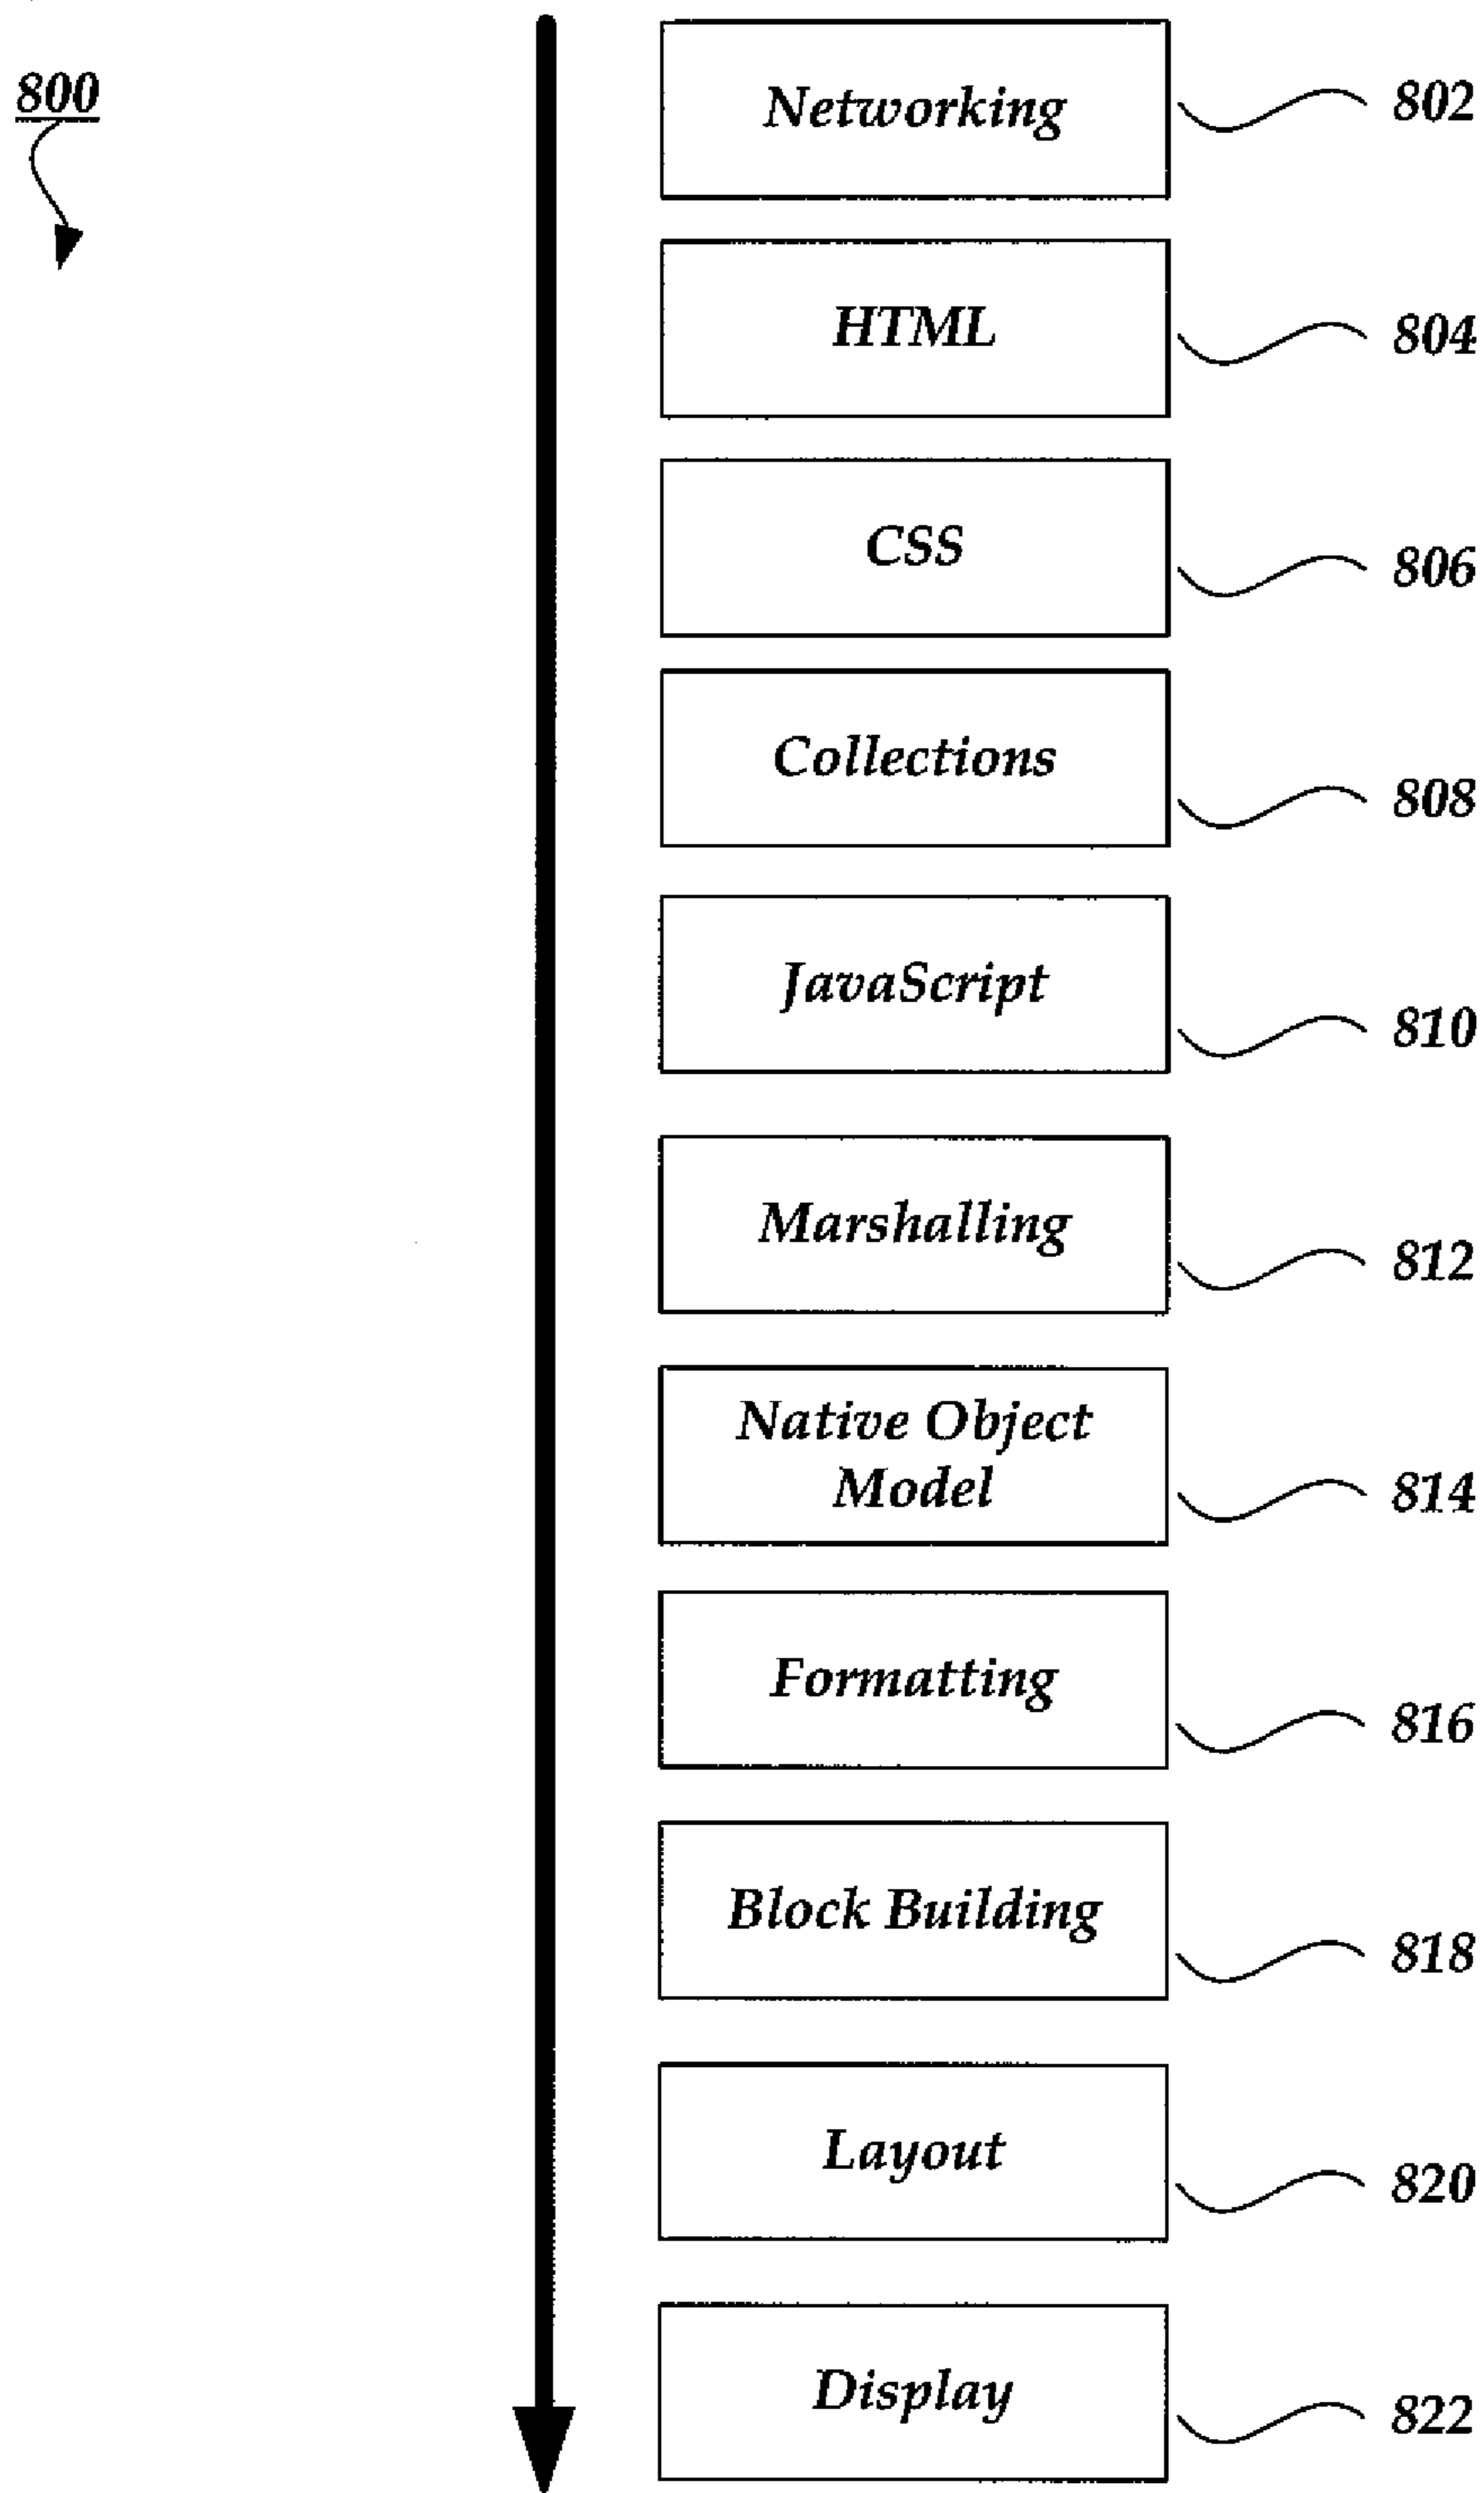 800
Networking 802
HTML 804
CSS 806
Collections 808
JavaScript 810
Marshalling 812
Native Object
Model 814
Formatting 816
Block Building 818
Layout 820
Display 822